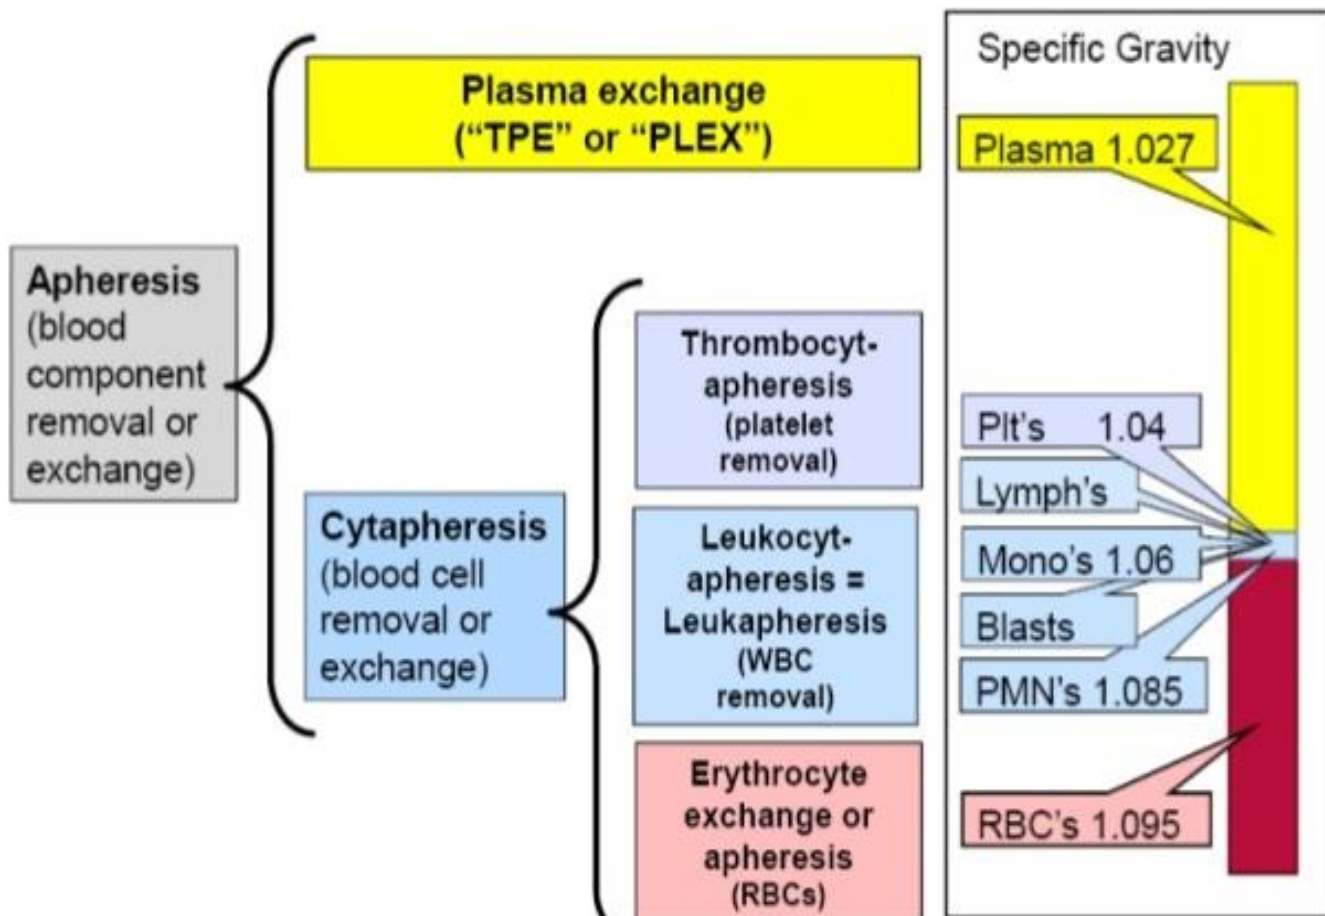 Apheresis
(blood
component
removal or
exchange)
Plasma exchange
(“TPE” or “PLEX”)
Cytapheresis
(blood cell
removal or
exchange)
Thrombocyt-
apheresis
(platelet
removal)
Leukocyt-
apheresis =
Leukapheresis
(WBC
removal)
Erythrocyte
exchange or
apheresis
(RBCs)
Specific Gravity
Plasma 1.027
Plt’s 1.04
Lymph’s
Mono’s 1.06
Blasts
PMN’s 1.085
RBC’s 1.095